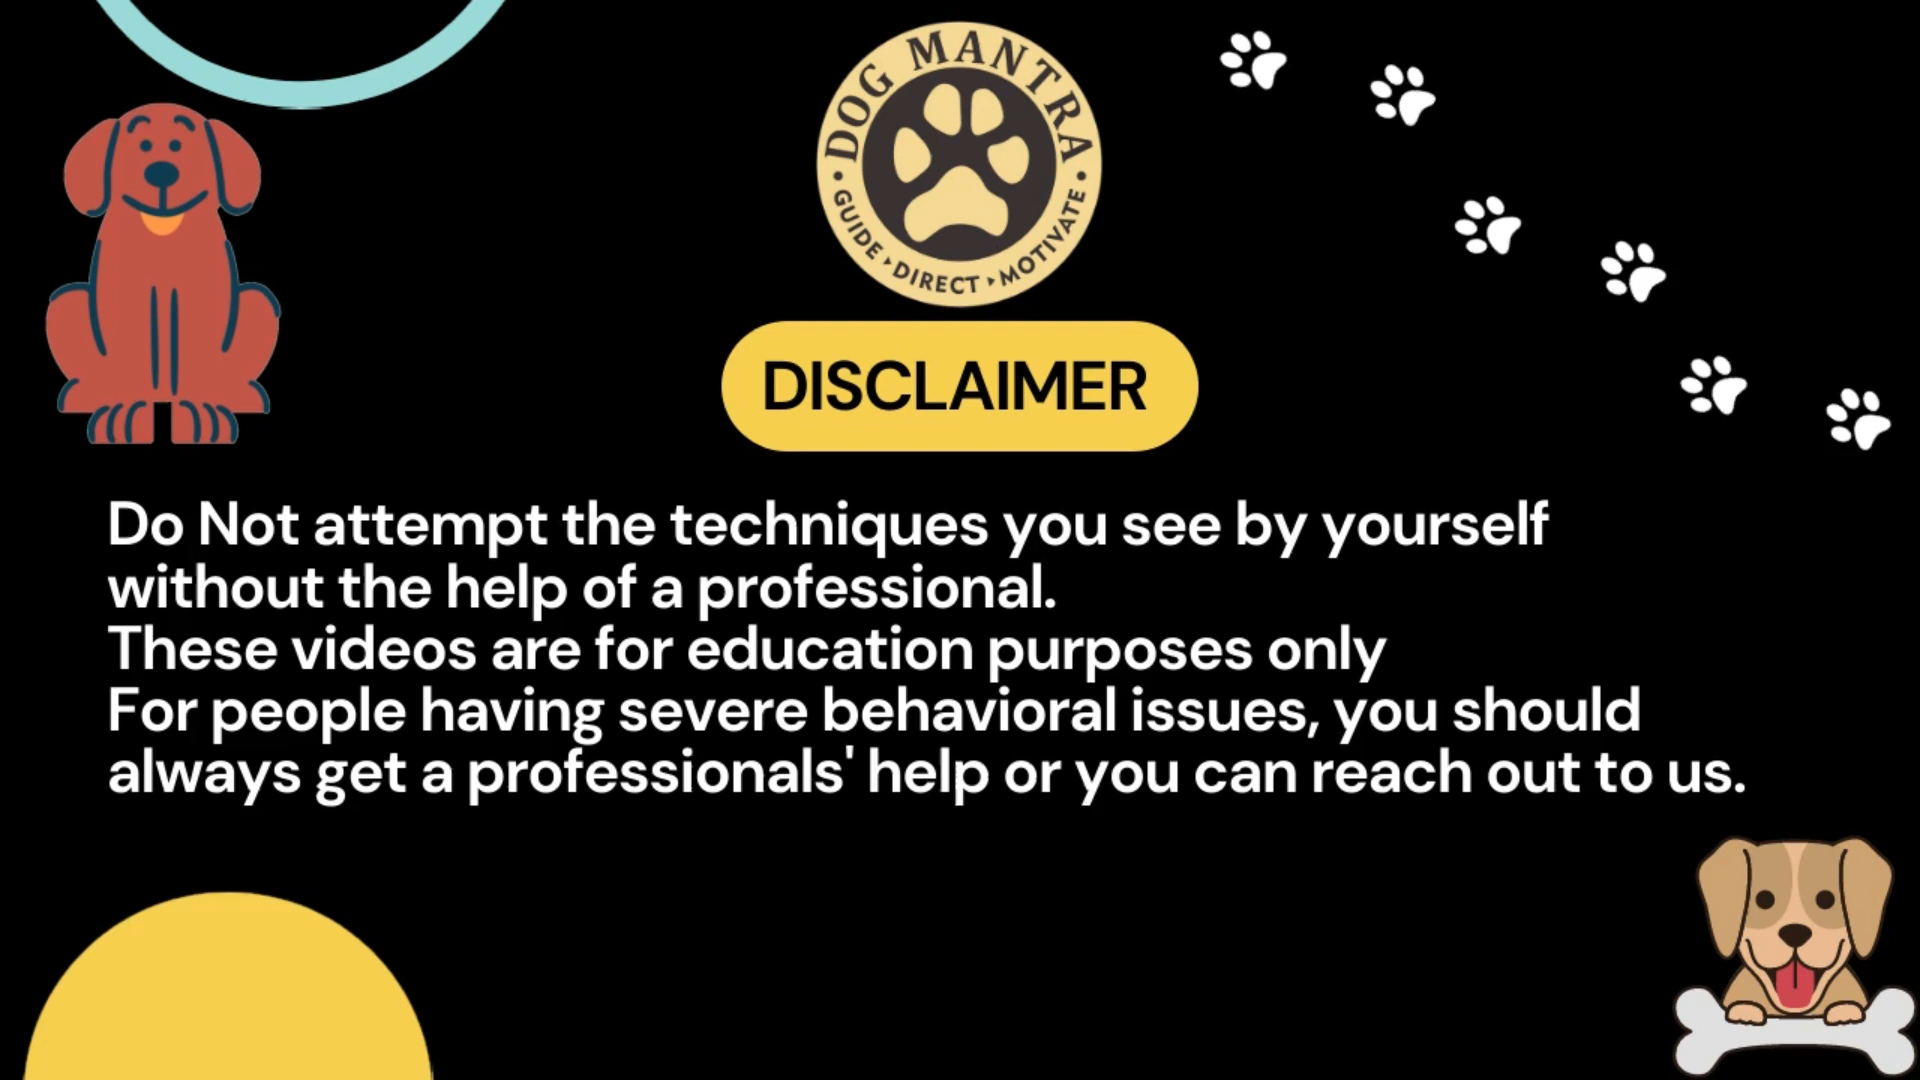 DOG MANTRA
GUIDE ▸ DIRECT ▸ MOTIVATE
DISCLAIMER
Do Not attempt the techniques you see by yourself
without the help of a professional.
These videos are for education purposes only
For people having severe behavioral issues, you should
always get a professionals' help or you can reach out to us.